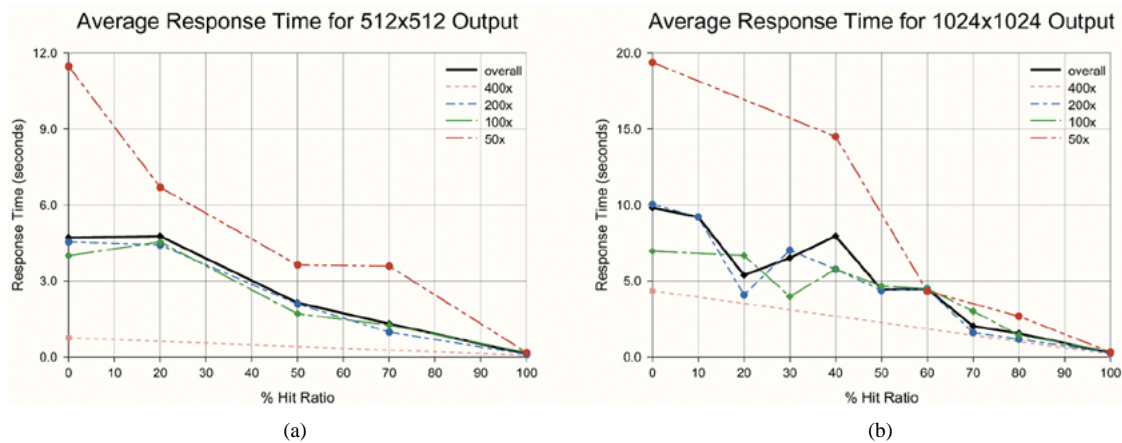 Average Response Time for 512x512 Output
12.0
9.0
6.0
3.0
0.0
Response Time (seconds)
overall
400x
200x
100x
50x
0 10 20 30 40 50 60 70 80 90 100
% Hit Ratio
(a)
Average Response Time for 1024x1024 Output
20.0
15.0
10.0
5.0
0.0
Response Time (seconds)
overall
400x
200x
100x
50x
0 10 20 30 40 50 60 70 80 90 100
% Hit Ratio
(b)